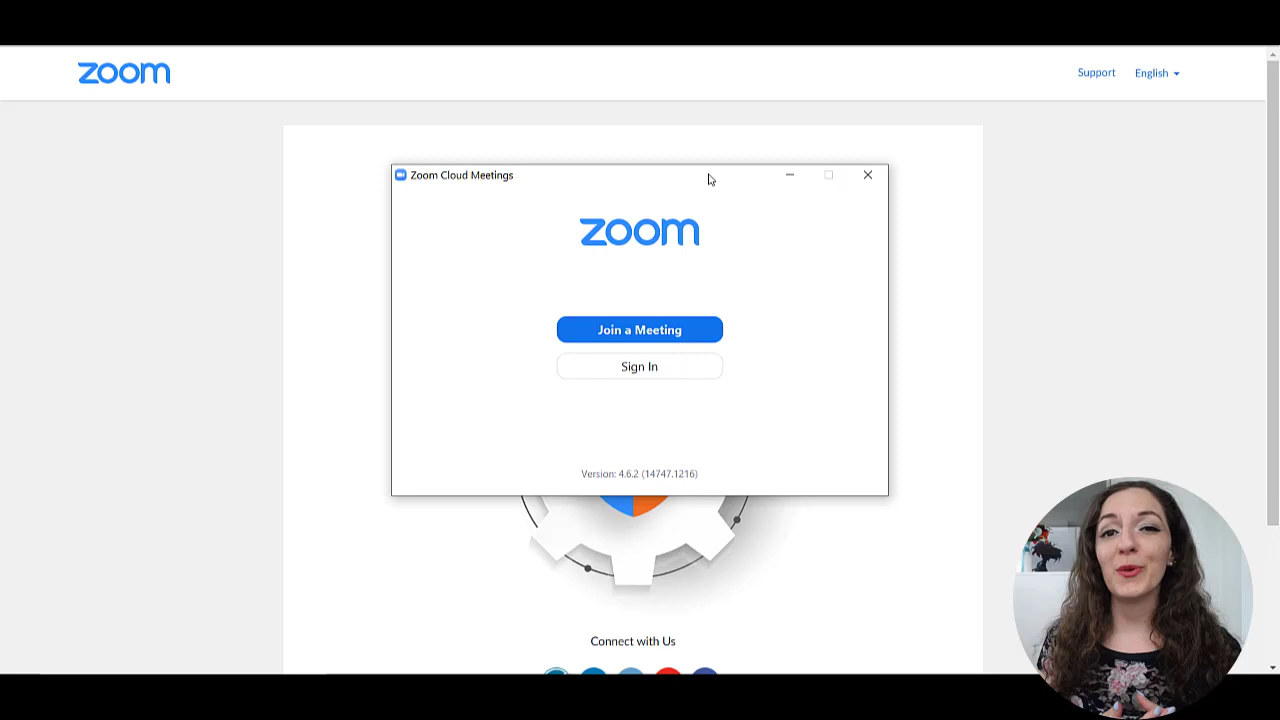 zoom
Support
English
Zoom Cloud Meetings
zoom
Join a Meeting
Sign In
Version: 4.6.2 (14747.1216)
Connect with Us